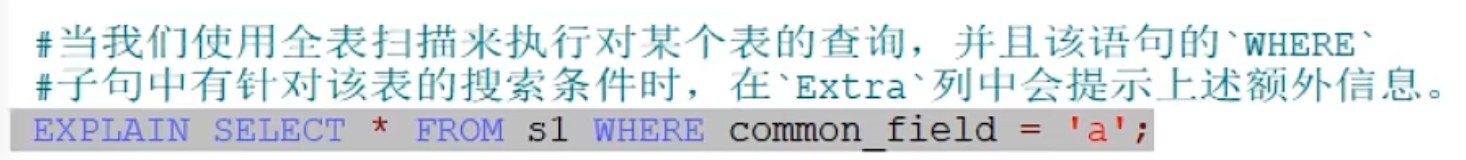 #当我们使用全表扫描来执行对某个表的查询，并且该语句的`WHERE`
#子句中有针对该表的搜索条件时，在`Extra`列中会提示上述额外信息。
EXPLAIN SELECT * FROM s1 WHERE common_field = 'a';